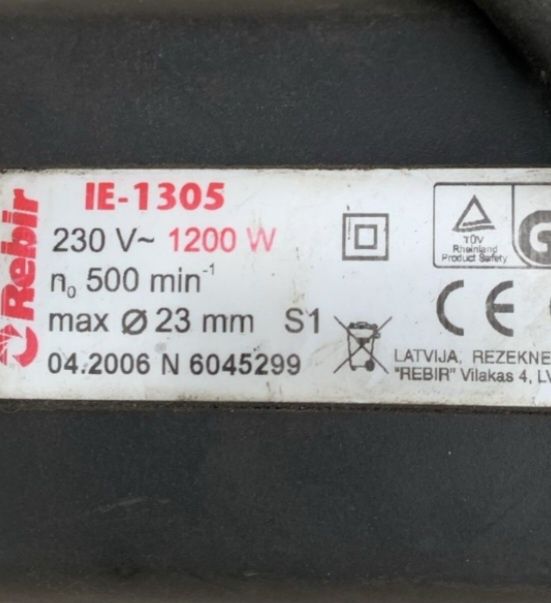 Rebir
IE-1305
230 V~ 1200 W
n₀ 500 min⁻¹
max Ø 23 mm S1
04.2006 N 6045299
TÜV
Rheinland
Product Safety
G
CE
LATVIJA, REZEKNE
"REBIR" Vilakas 4, LV